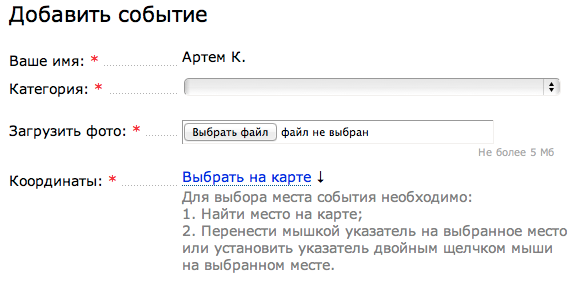 Добавить событие
Ваше имя: * Артем К.
Категория: *
Загрузить фото: * Выбрать файл файл не выбран
Не более 5 Мб
Координаты: * Выбрать на карте ↓
Для выбора места события необходимо:
1. Найти место на карте;
2. Перенести мышкой указатель на выбранное место
или установить указатель двойным щелчком мыши
на выбранном месте.